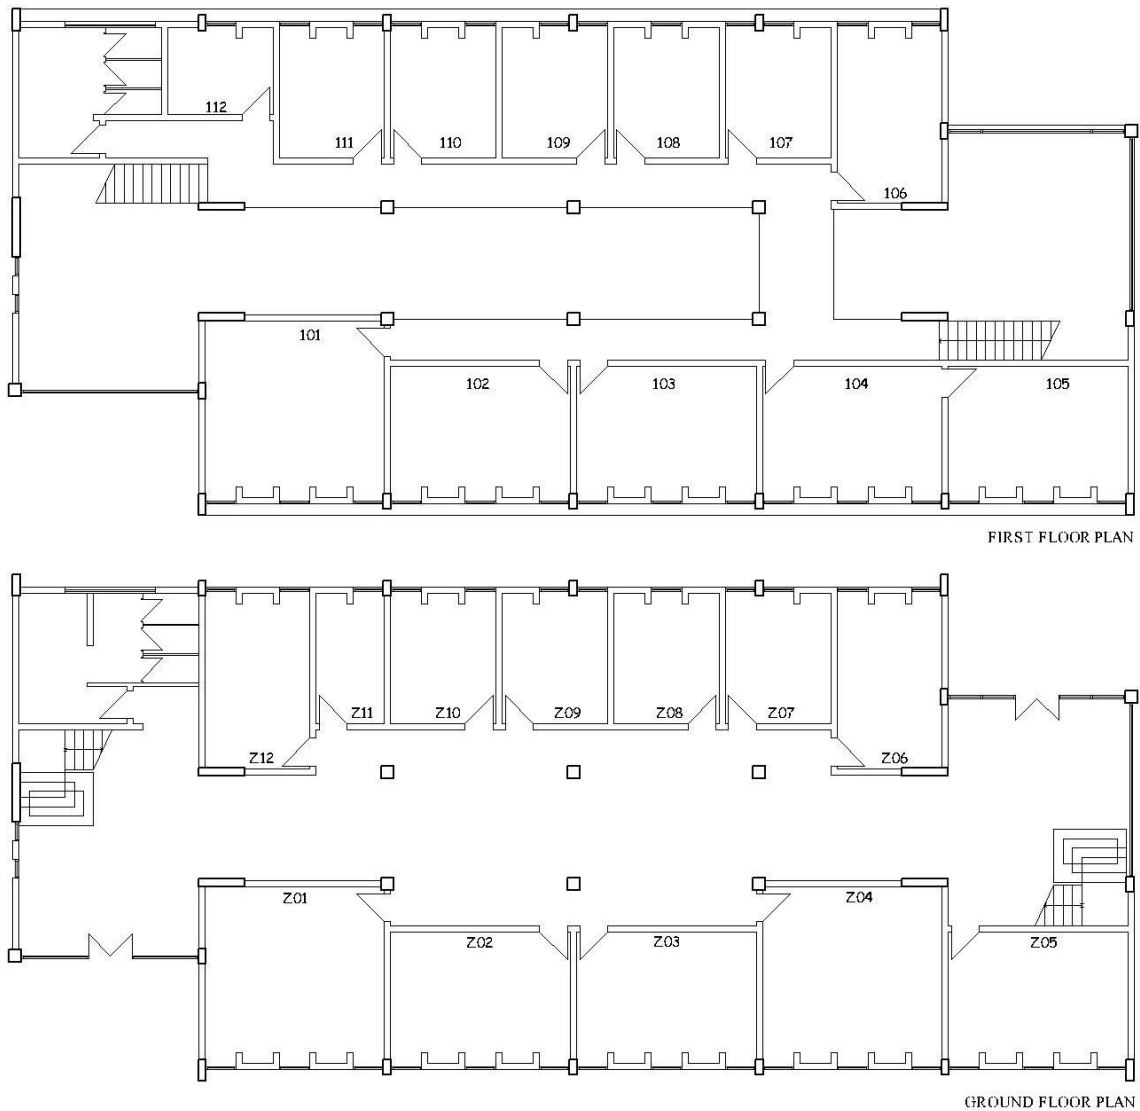 112
111
110
109
108
107
106
101
102
103
104
105
FIRST FLOOR PLAN
Z11
Z10
Z09
Z08
Z07
Z12
Z06
Z01
Z04
Z02
Z03
Z05
GROUND FLOOR PLAN